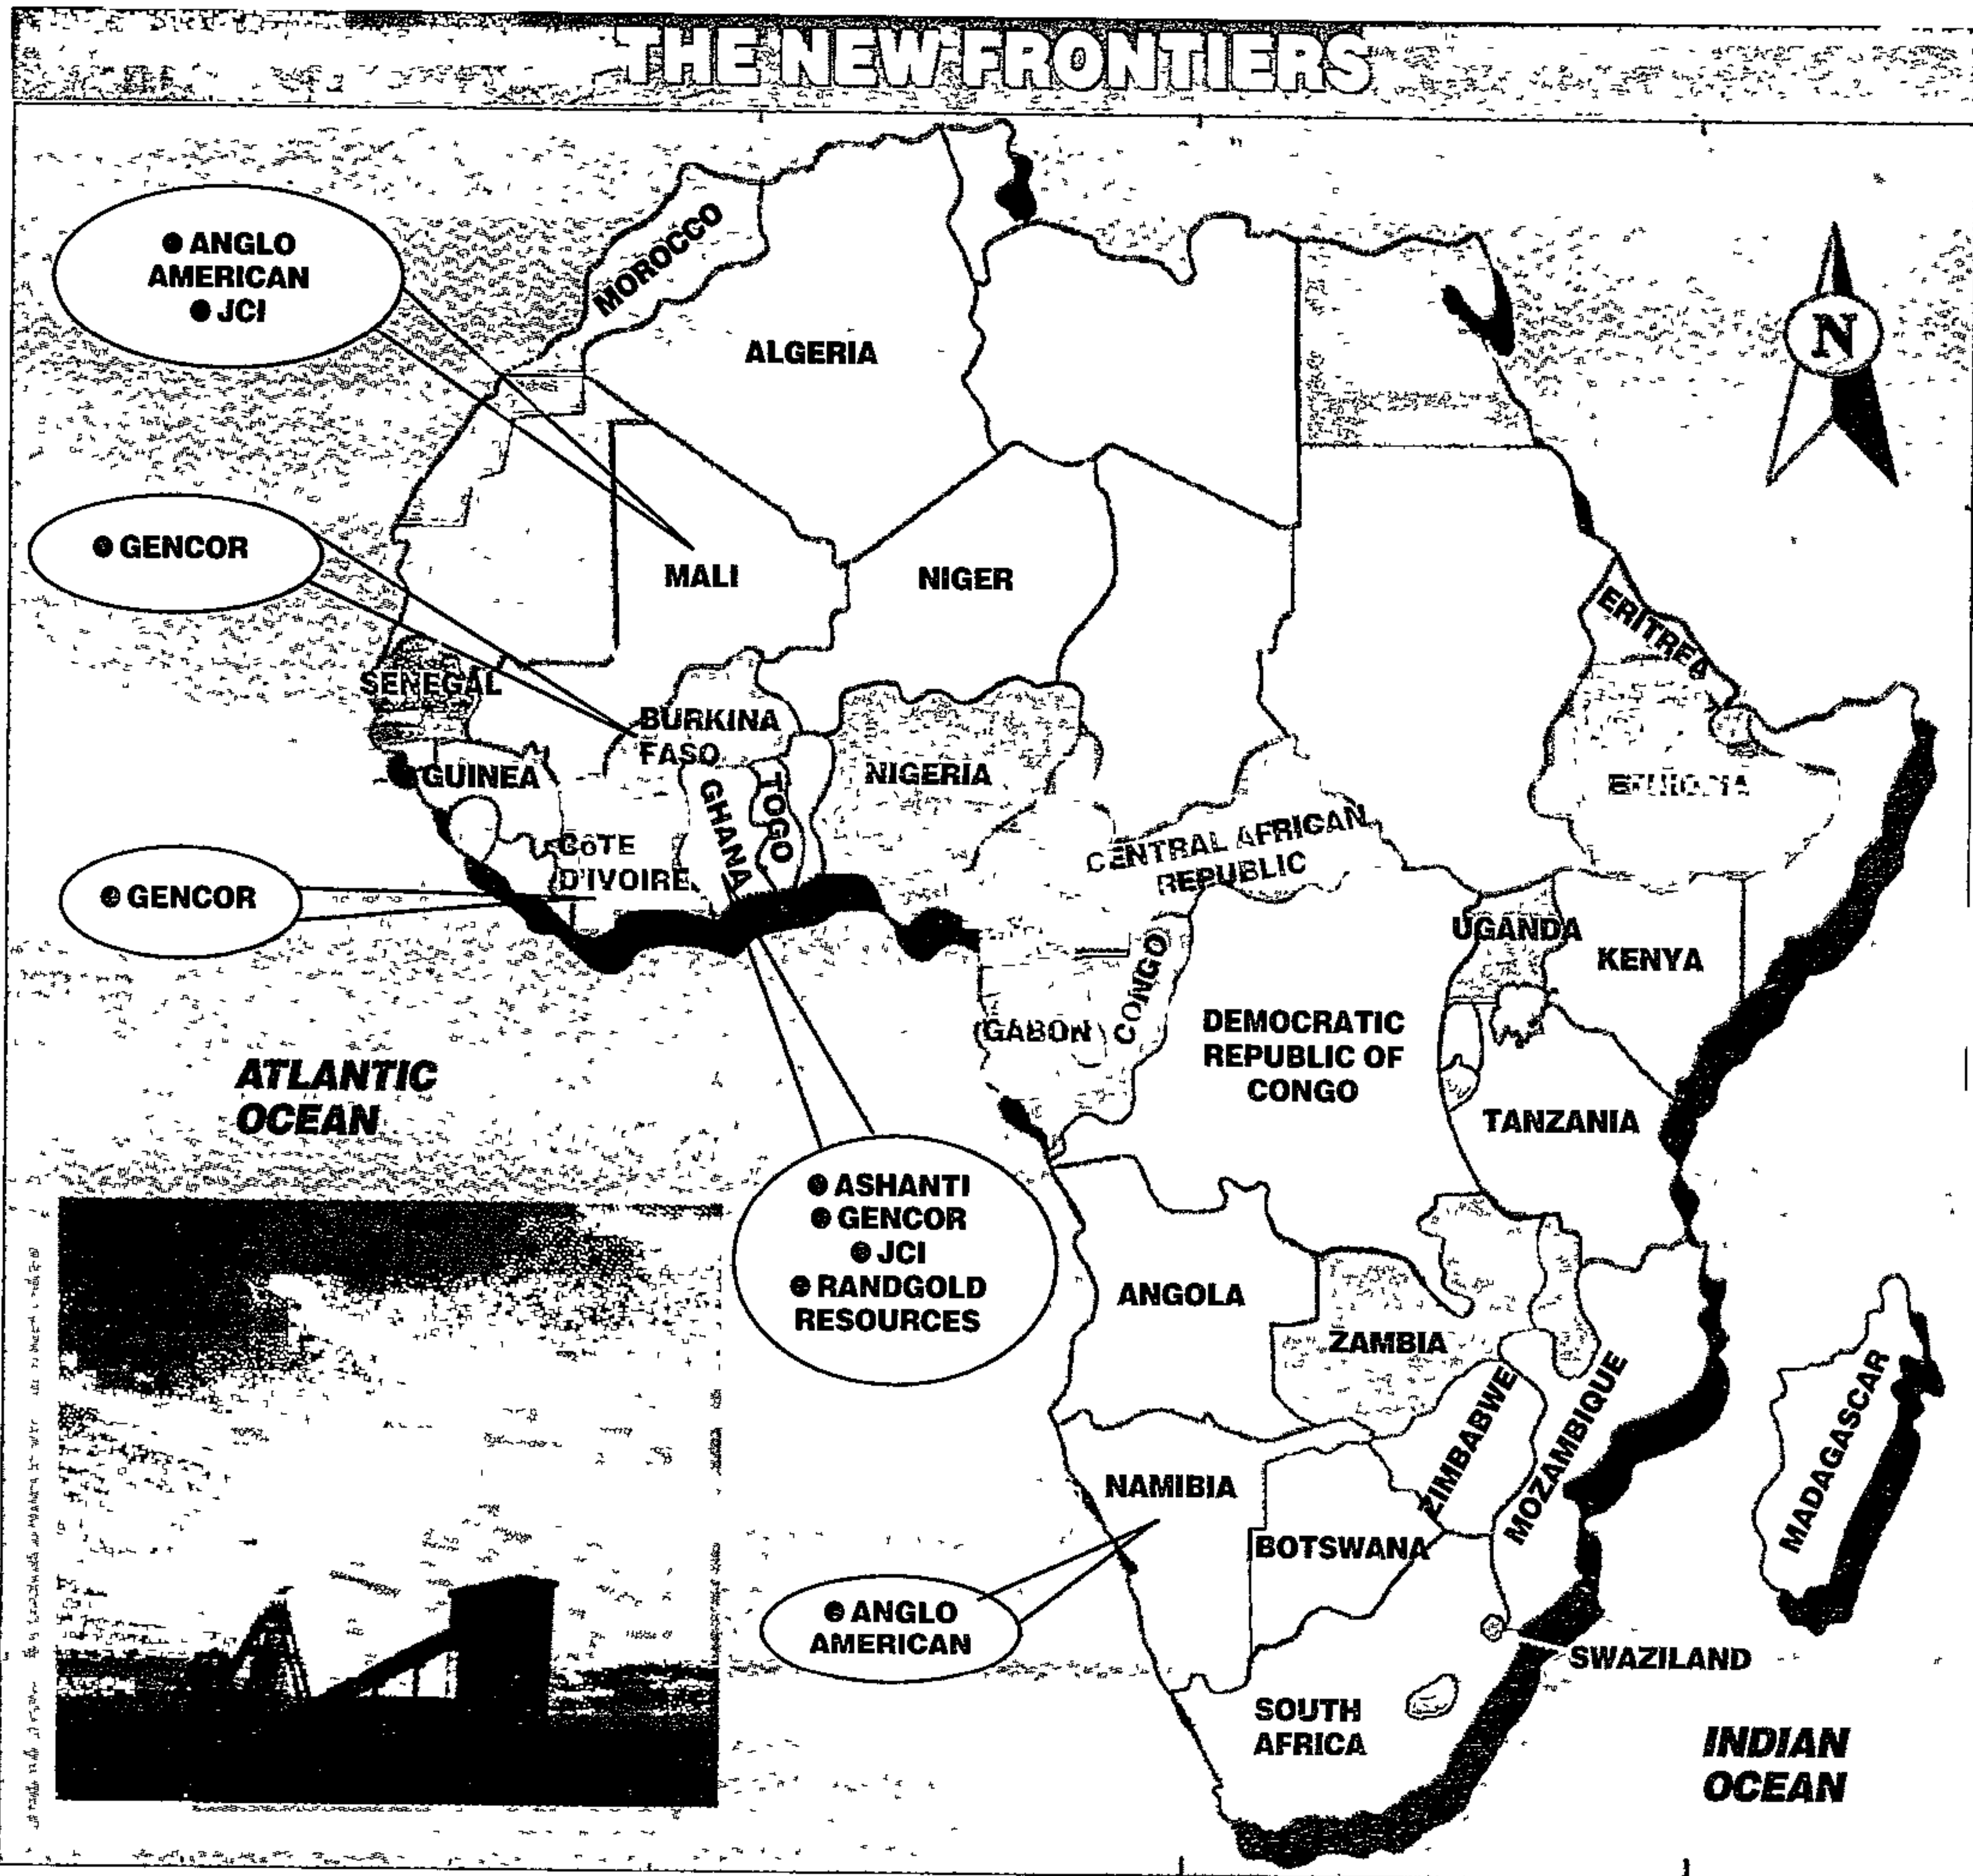 THE NEW FRONTIERS
● ANGLO
AMERICAN
● JCI
MOROCCO
ALGERIA
● GENCOR
MALI
NIGER
ERITREA
SENEGAL
BURKINA
FASO
NIGERIA
ETHIOPIA
GUINEA
GHANA
TOGO
CôTE
D'IVOIRE
CENTRAL AFRICAN
REPUBLIC
● GENCOR
UGANDA
KENYA
GABON
CONGO
DEMOCRATIC
REPUBLIC OF
CONGO
ATLANTIC
OCEAN
TANZANIA
● ASHANTI
● GENCOR
● JCI
● RANDGOLD
RESOURCES
ANGOLA
ZAMBIA
ZIMBABWE
MOZAMBIQUE
MADAGASCAR
NAMIBIA
BOTSWANA
● ANGLO
AMERICAN
SWAZILAND
SOUTH
AFRICA
INDIAN
OCEAN
N